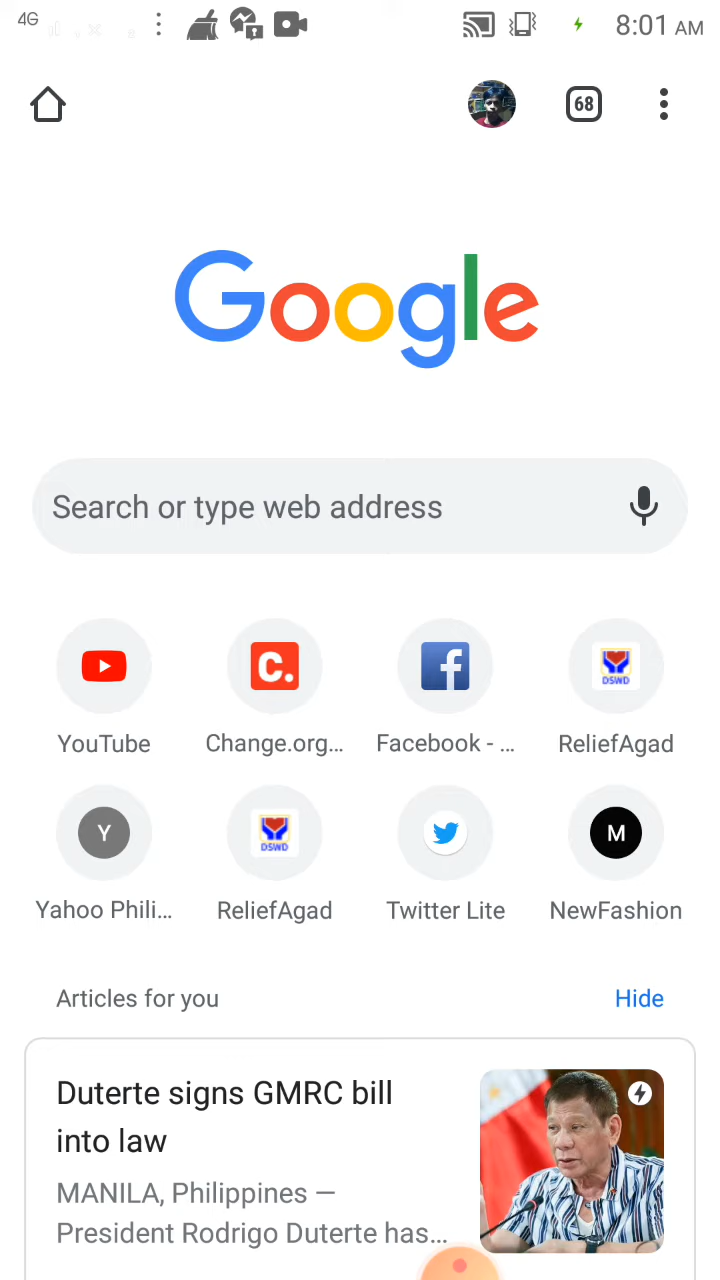 4G 8:01 AM
68
Google
Search or type web address
C. f DSWD
YouTube Change.org... Facebook - ... ReliefAgad
Y DSWD M
Yahoo Phili... ReliefAgad Twitter Lite NewFashion
Articles for you Hide
Duterte signs GMRC bill
into law
MANILA, Philippines —
President Rodrigo Duterte has...